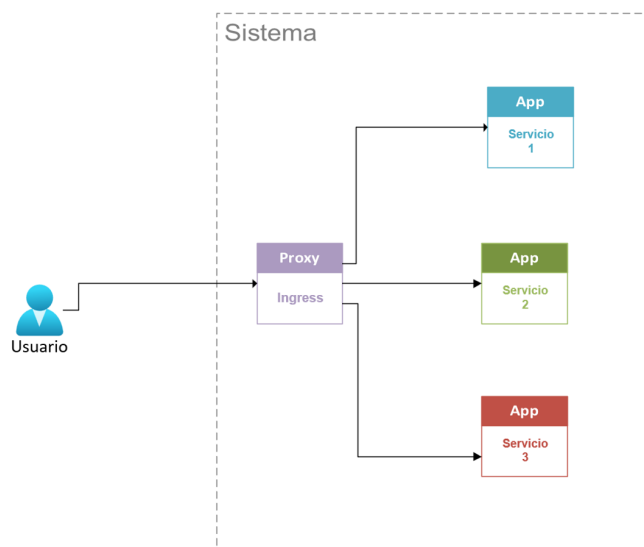 Sistema
App
Servicio
1
Proxy
Ingress
App
Servicio
2
Usuario
App
Servicio
3